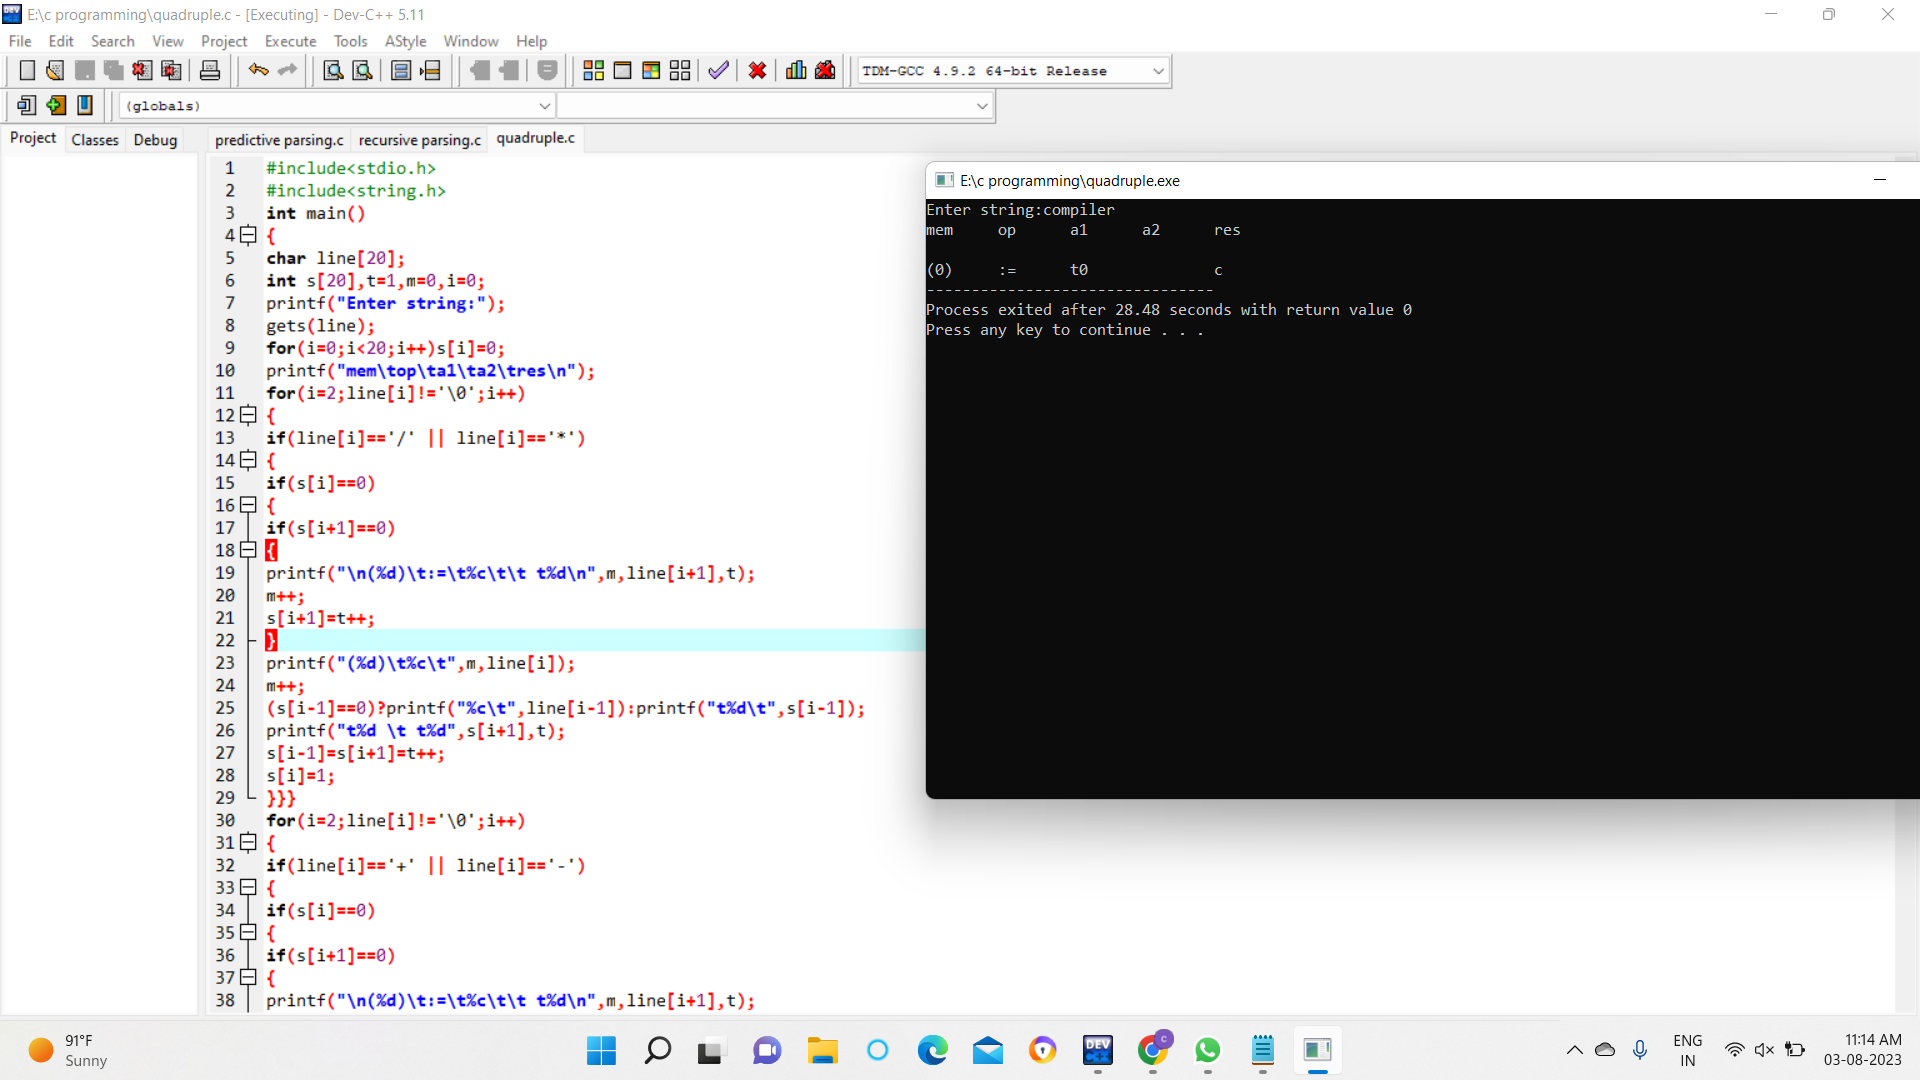 E:\c programming\quadruple.c - [Executing] - Dev-C++ 5.11
File Edit Search View Project Execute Tools AStyle Window Help
TDM-GCC 4.9.2 64-bit Release
(globals)
Project Classes Debug predictive parsing.c recursive parsing.c quadruple.c
1 #include<stdio.h>
2 #include<string.h>
3 int main()
4 {
5 char line[20];
6 int s[20],t=1,m=0,i=0;
7 printf("Enter string:");
8 gets(line);
9 for(i=0;i<20;i++)s[i]=0;
10 printf("mem\top\ta1\ta2\tres\n");
11 for(i=2;line[i]!='\0';i++)
12 {
13 if(line[i]=='/' || line[i]=='*')
14 {
15 if(s[i]==0)
16 {
17 if(s[i+1]==0)
18 {
19 printf("\n(%d)\t:=\t%c\t\t t%d\n",m,line[i+1],t);
20 m++;
21 s[i+1]=t++;
22 }
23 printf("(%d)\t%c\t",m,line[i]);
24 m++;
25 (s[i-1]==0)?printf("%c\t",line[i-1]):printf("t%d\t",s[i-1]);
26 printf("t%d \t t%d",s[i+1],t);
27 s[i-1]=s[i+1]=t++;
28 s[i]=1;
29 }}}
30 for(i=2;line[i]!='\0';i++)
31 {
32 if(line[i]=='+' || line[i]=='-')
33 {
34 if(s[i]==0)
35 {
36 if(s[i+1]==0)
37 {
38 printf("\n(%d)\t:=\t%c\t\t t%d\n",m,line[i+1],t);
E:\c programming\quadruple.exe
Enter string:compiler
mem op a1 a2 res
(0) := t0 c
--------------------------------
Process exited after 28.48 seconds with return value 0
Press any key to continue . . .
91°F
Sunny
DEV
C++
C
ENG
IN
11:14 AM
03-08-2023